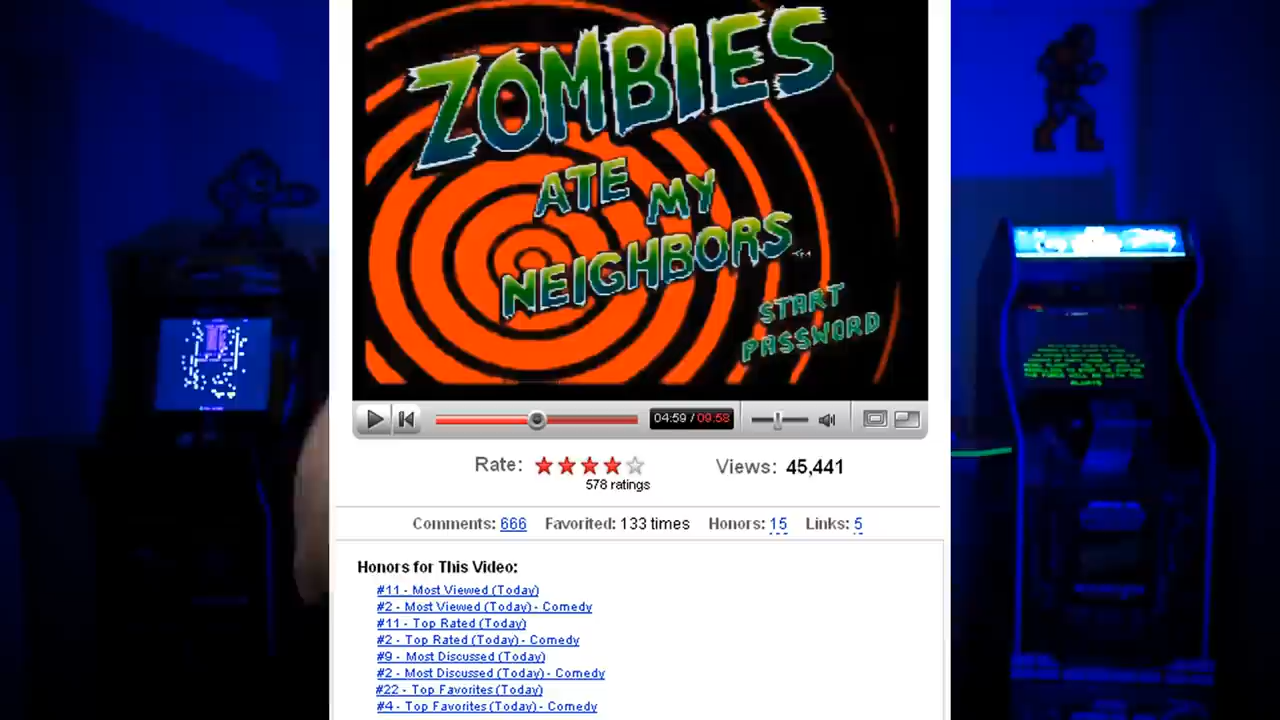 ZOMBIES
ATE MY
NEIGHBORS
START
PASSWORD
04:59 / 09:58
Rate:
578 ratings
Views: 45,441
Comments: 666 Favorited: 133 times Honors: 15 Links: 5
Honors for This Video:
#11 - Most Viewed (Today)
#2 - Most Viewed (Today) - Comedy
#11 - Top Rated (Today)
#2 - Top Rated (Today) - Comedy
#9 - Most Discussed (Today)
#2 - Most Discussed (Today) - Comedy
#22 - Top Favorites (Today)
#4 - Top Favorites (Today) - Comedy